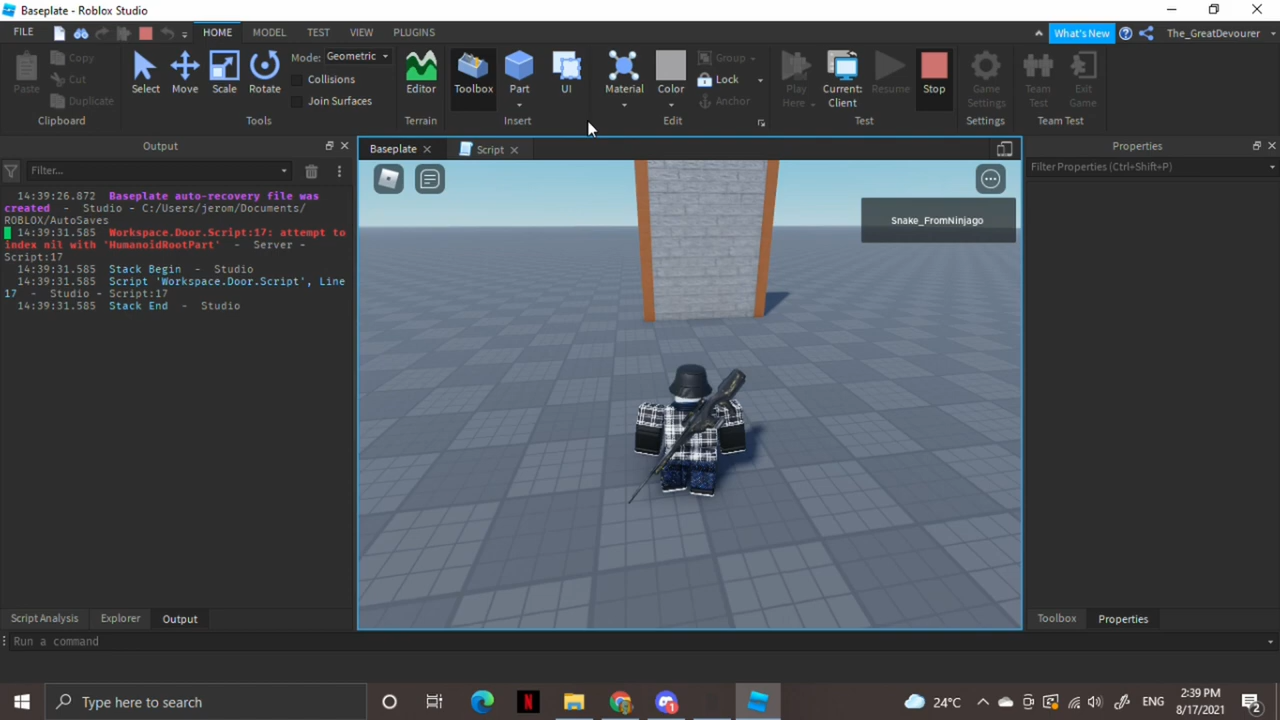 Baseplate - Roblox Studio
FILE HOME MODEL TEST VIEW PLUGINS What's New The_GreatDevourer
Paste Copy Cut Duplicate
Clipboard
Select Move Scale Rotate
Mode: Geometric
Collisions
Join Surfaces
Tools
Editor
Terrain
Toolbox Part UI
Insert
Material Color Group Lock Anchor
Edit
Play Here Current: Client Resume Stop
Test
Game Settings
Settings
Team Test Exit Game
Team Test
Output
Filter...
14:39:26.872 Baseplate auto-recovery file was
created - Studio - C:/Users/jerom/Documents/
ROBLOX/AutoSaves
14:39:31.585 Workspace.Door.Script:17: attempt to
index nil with 'HumanoidRootPart' - Server -
Script:17
14:39:31.585 Stack Begin - Studio
14:39:31.585 Script 'Workspace.Door.Script', Line
17 - Studio - Script:17
14:39:31.585 Stack End - Studio
Baseplate Script
Snake_FromNinjago
Properties
Filter Properties (Ctrl+Shift+P)
Script Analysis Explorer Output
Toolbox Properties
Run a command
Type here to search
N
1
24°C
ENG
2:39 PM
8/17/2021
2